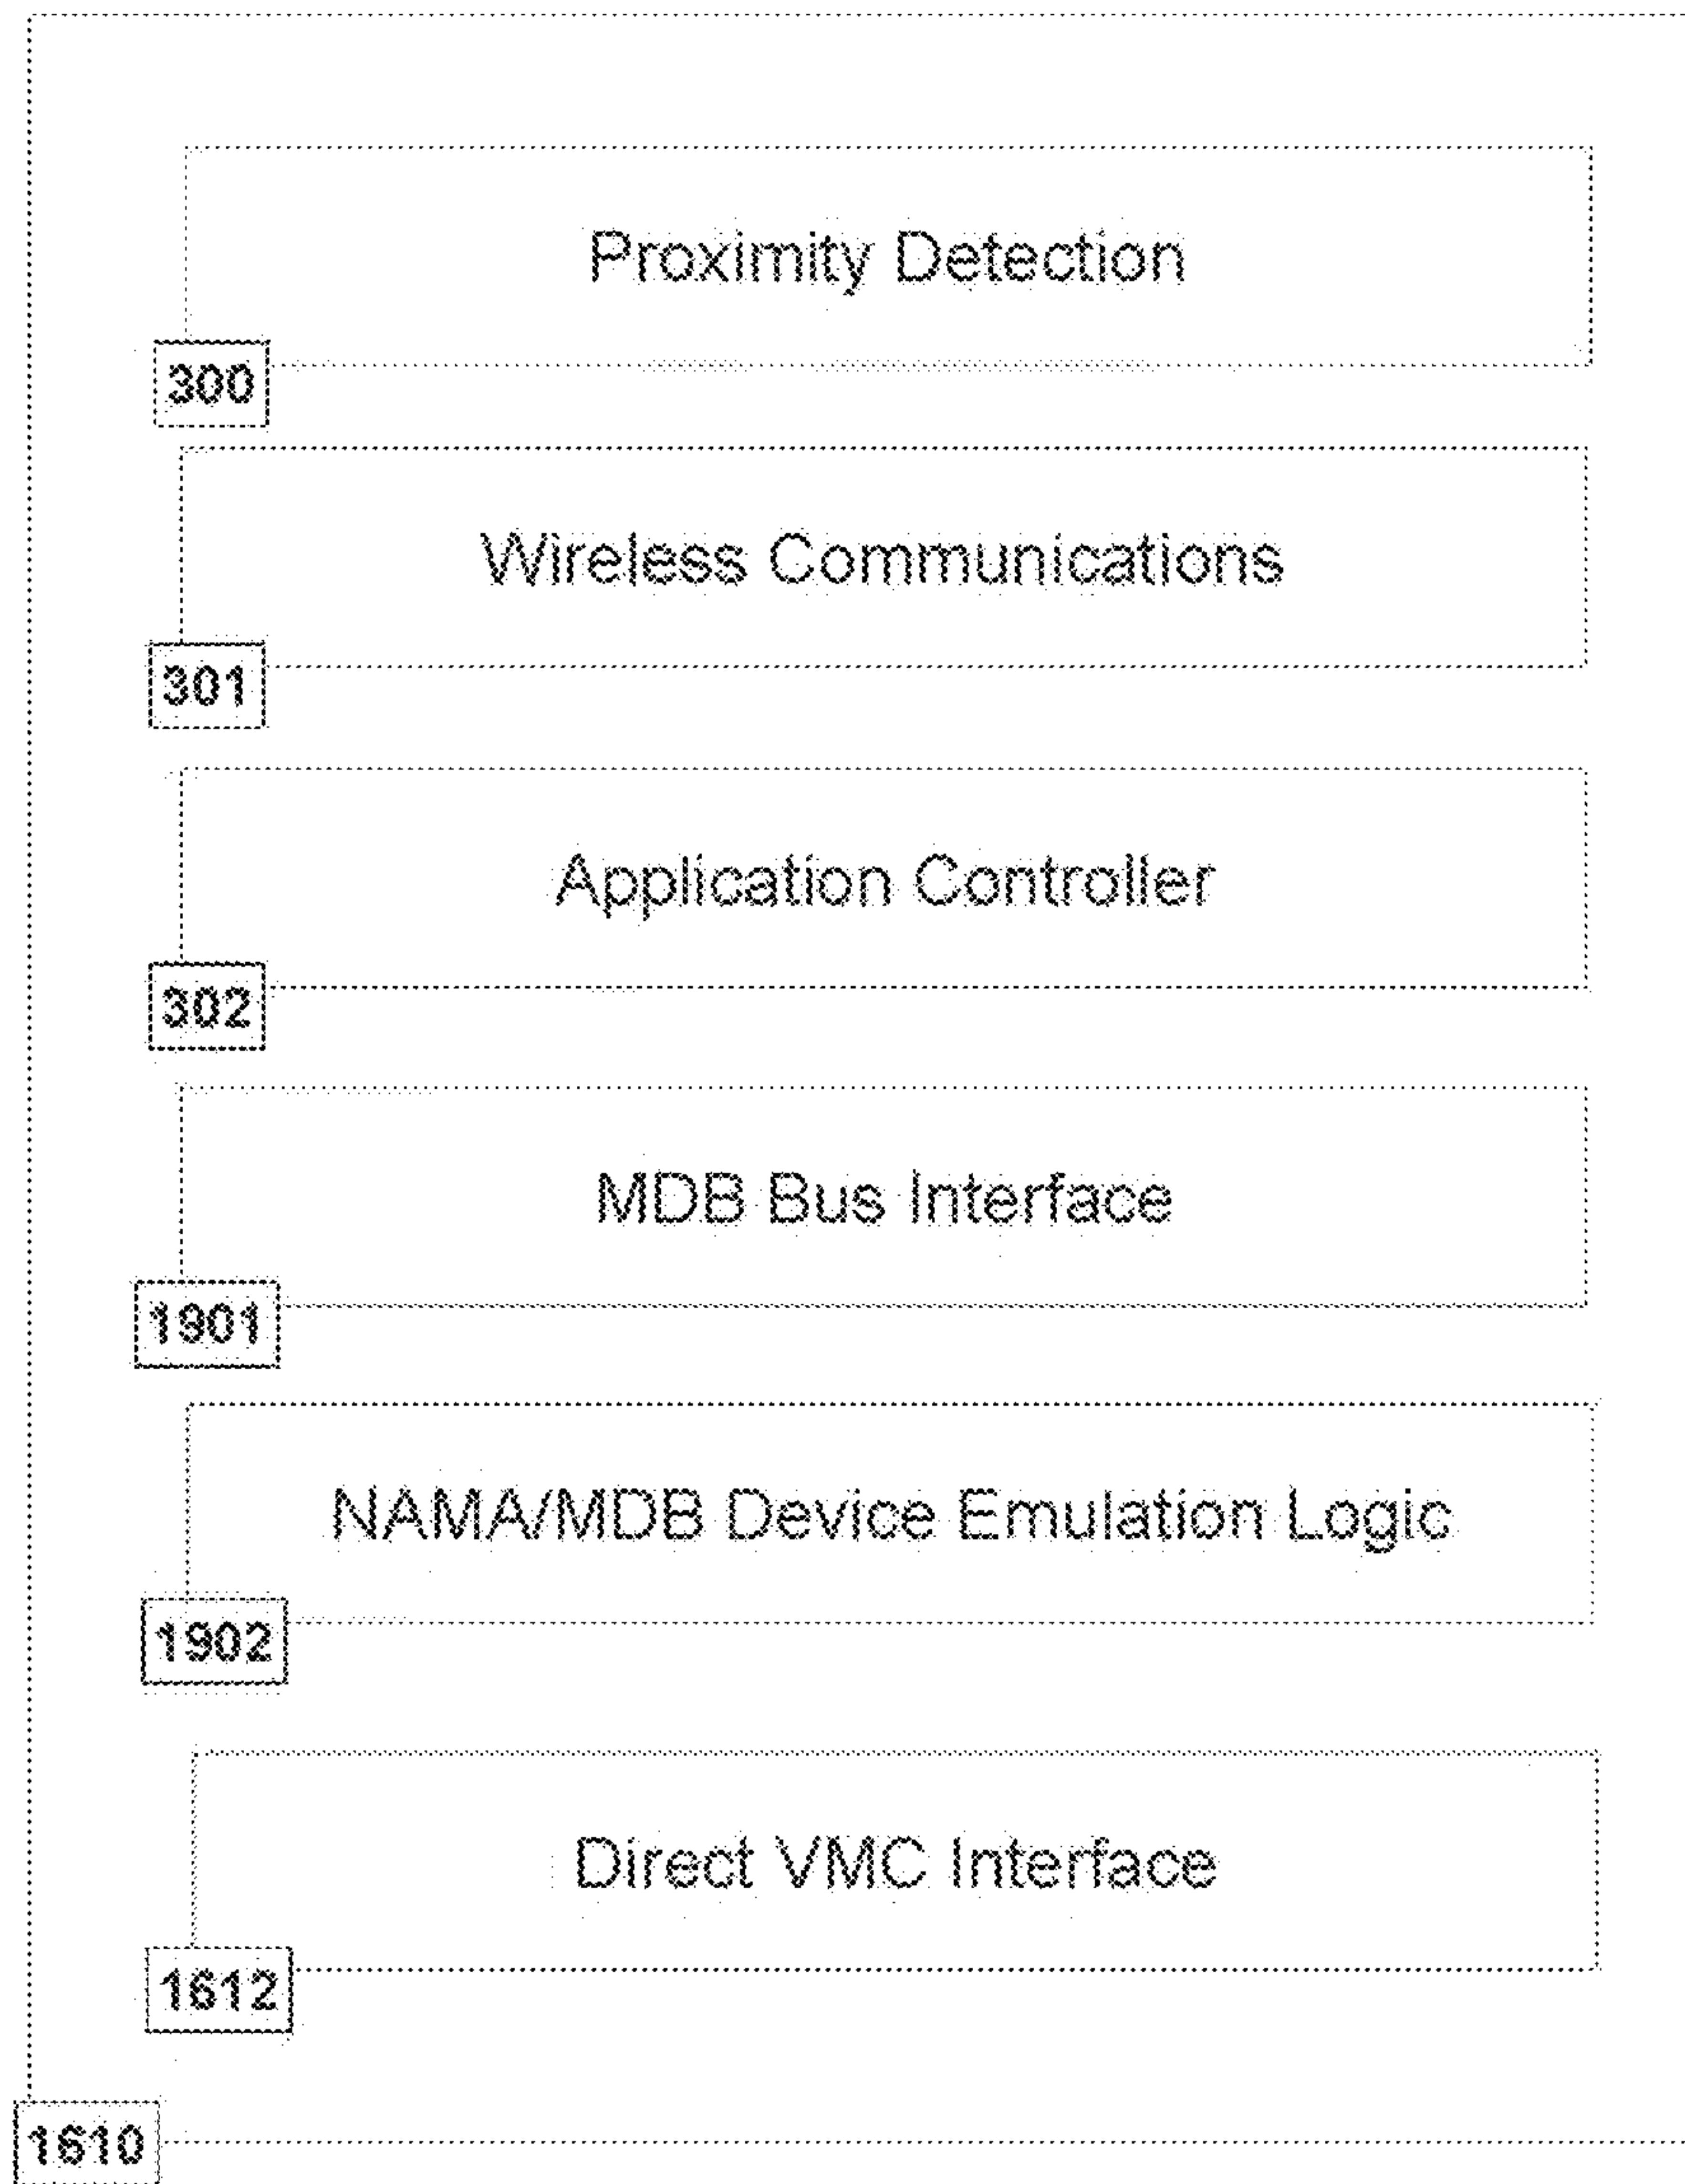 Proximity Detection
300
Wireless Communications
301
Application Controller
302
MDB Bus Interface
1901
NAMA/MDB Device Emulation Logic
1902
Direct VMC Interface
1612
1610